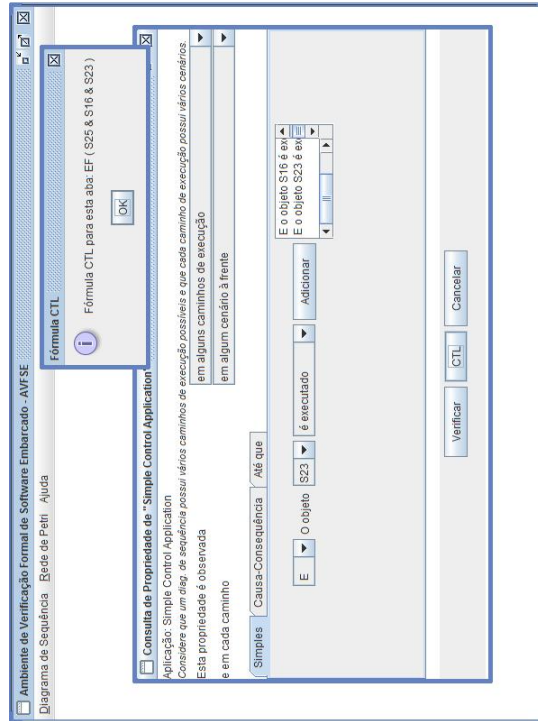 Ambiente de Verificação Formal de Software Embarcado - AVFSE
Diagrama de Sequência Rede de Petri Ajuda
Fórmula CTL
Fórmula CTL para esta aba: EF ( S25 & S16 & S23 )
OK
Consulta de Propriedade de "Simple Control Application"
Aplicação: Simple Control Application
Considere que um diag. de sequência possui vários caminhos de execução possíveis e que cada caminho de execução possui vários cenários.
Esta propriedade é observada em alguns caminhos de execução
e em cada caminho em algum cenário à frente
Simples Causa-Consequência Até que
E O objeto S23 é executado Adicionar
E o objeto S16 é
E o objeto S23 é
Verificar CTL Cancelar